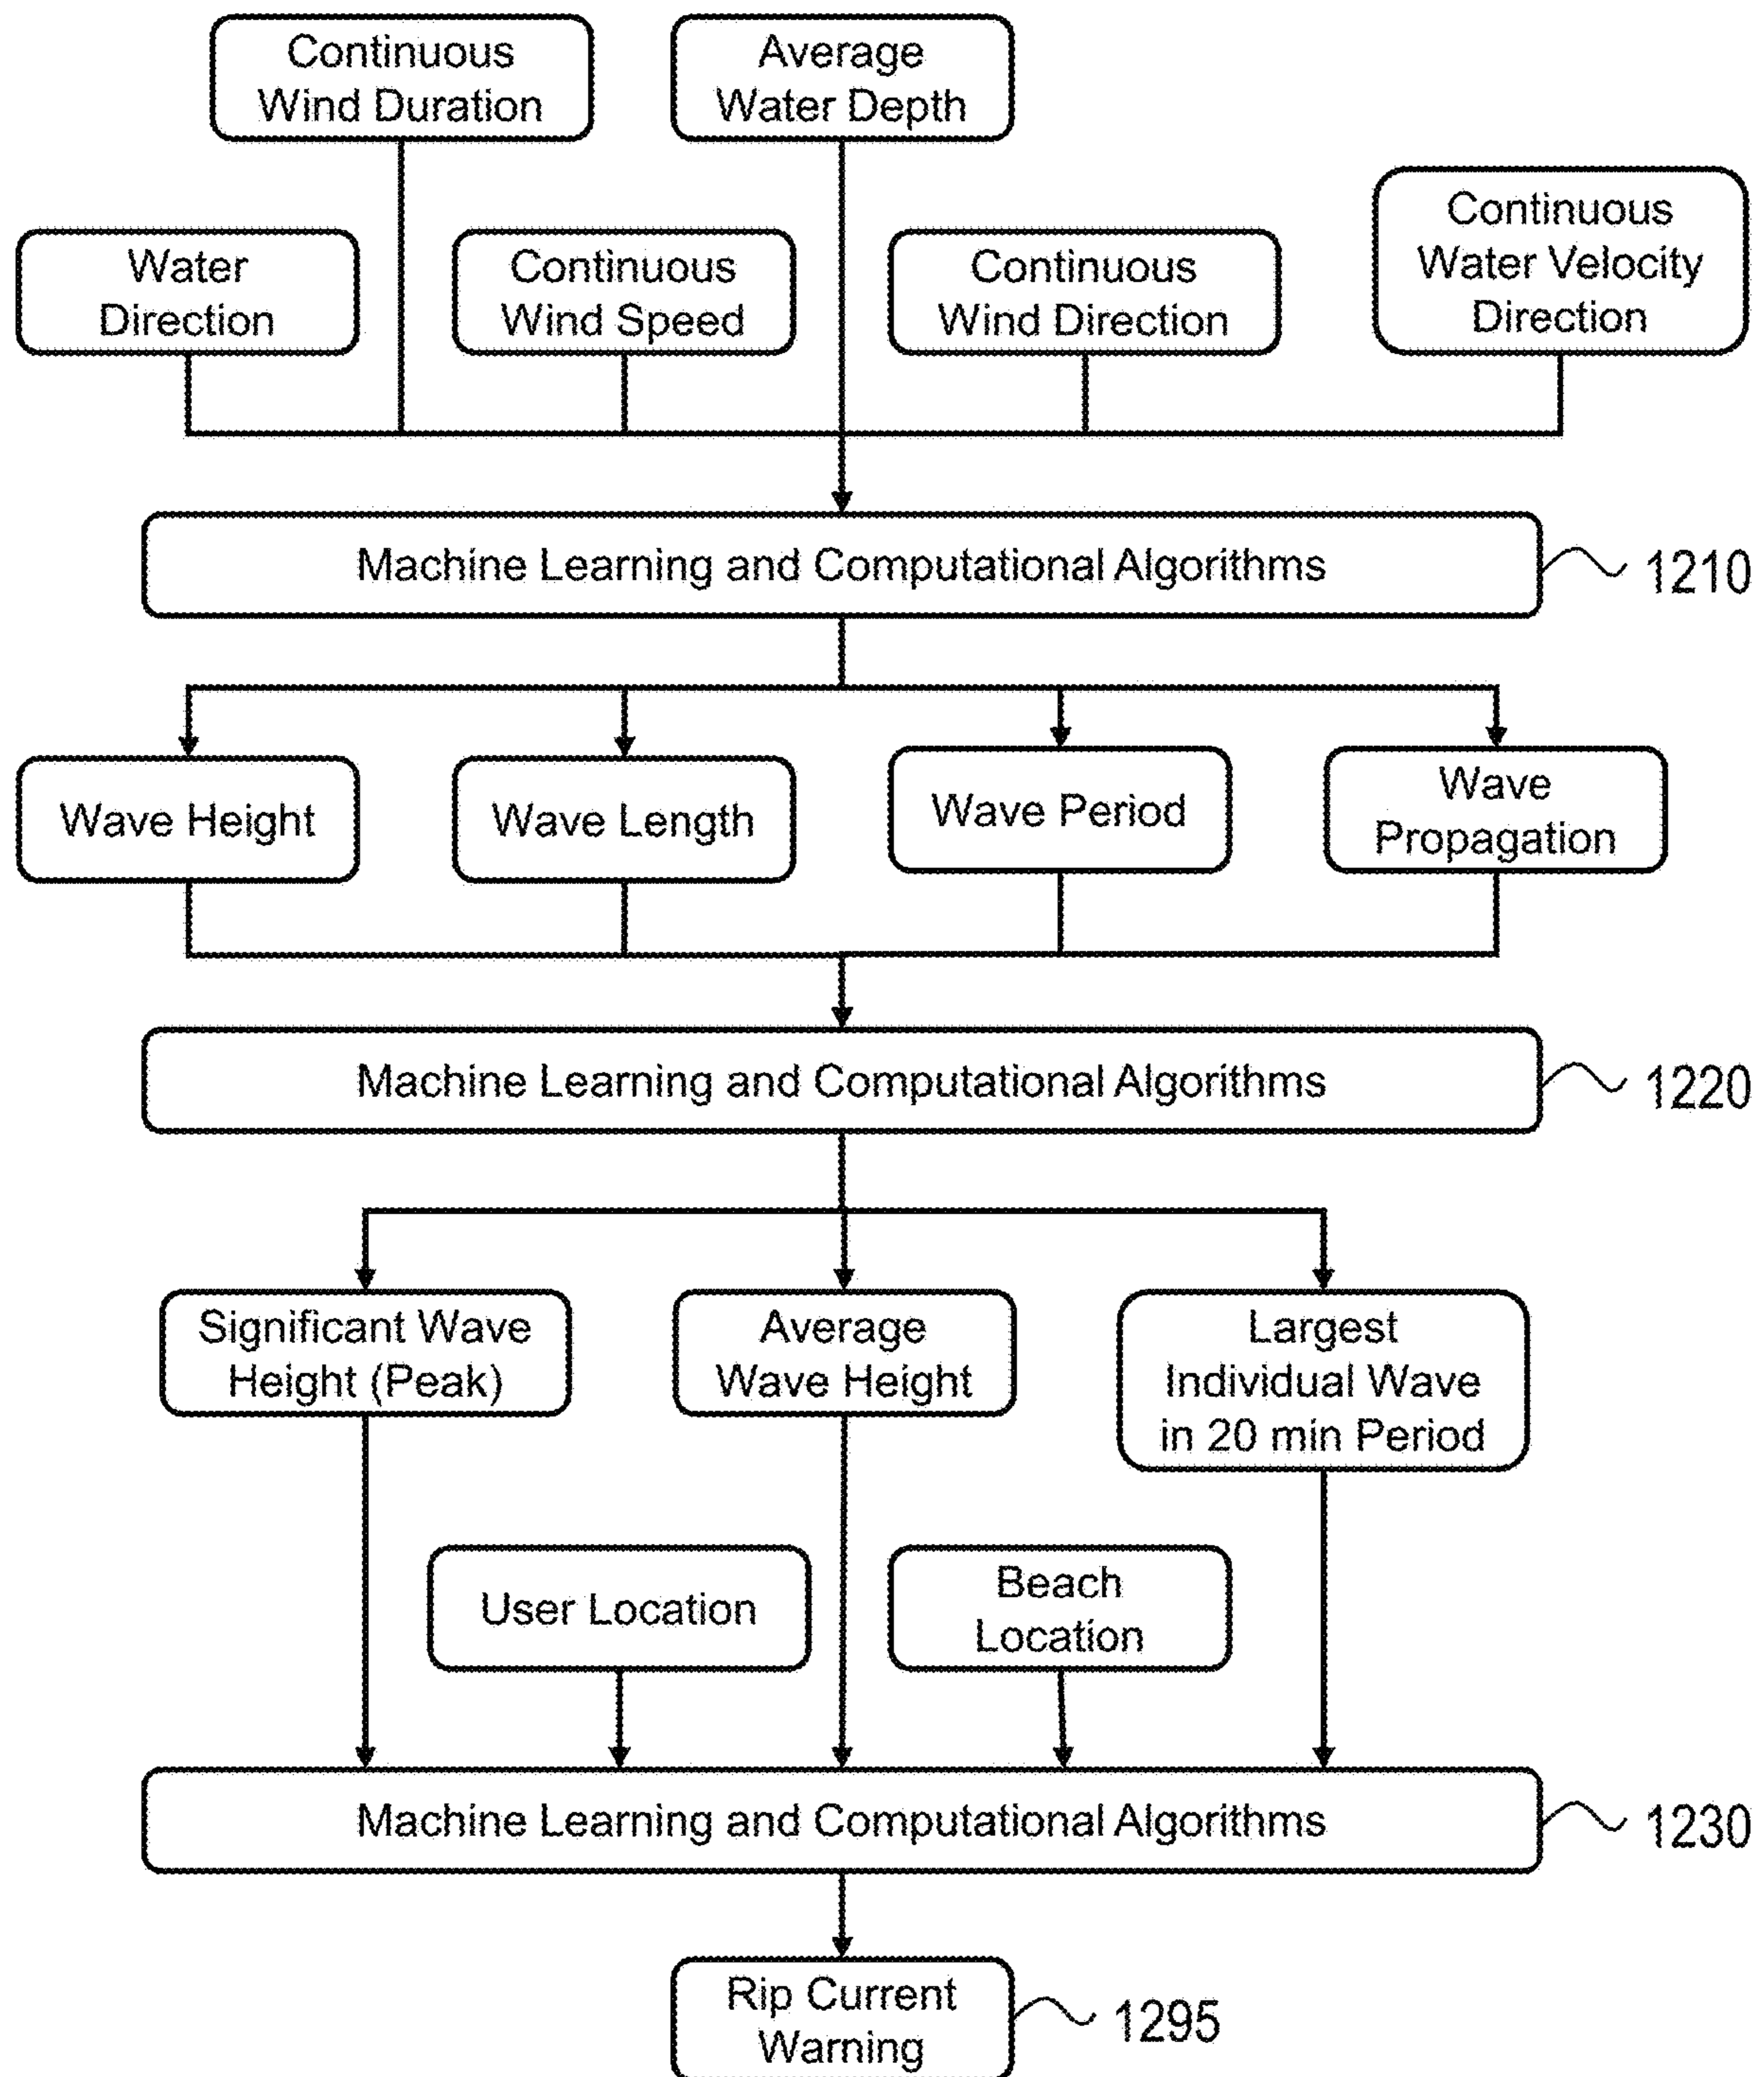 Continuous
Wind Duration
Average
Water Depth
Water
Direction
Continuous
Wind Speed
Continuous
Wind Direction
Continuous
Water Velocity
Direction
Machine Learning and Computational Algorithms
1210
Wave Height
Wave Length
Wave Period
Wave
Propagation
Machine Learning and Computational Algorithms
1220
Significant Wave
Height (Peak)
Average
Wave Height
Largest
Individual Wave
in 20 min Period
User Location
Beach
Location
Machine Learning and Computational Algorithms
1230
Rip Current
Warning
1295